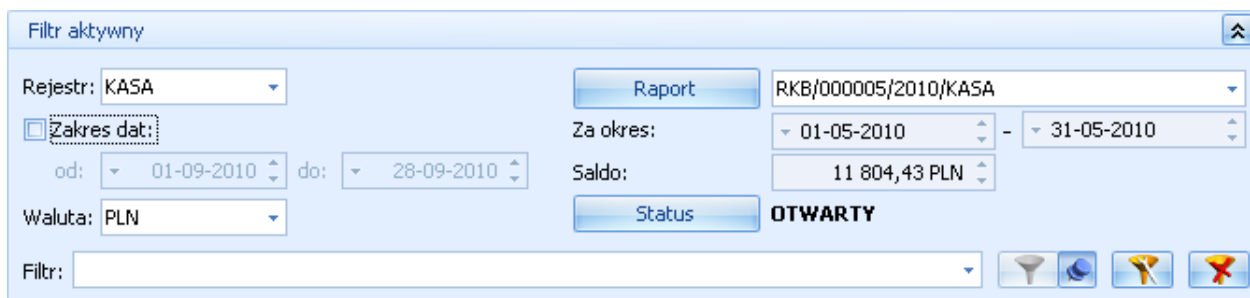 Filtr aktywny
Rejestr: KASA Raport RKB/000005/2010/KASA
Zakres dat: Za okres: 01-05-2010 - 31-05-2010
od: 01-09-2010 do: 28-09-2010 Saldo: 11 804,43 PLN
Waluta: PLN Status OTWARTY
Filtr: